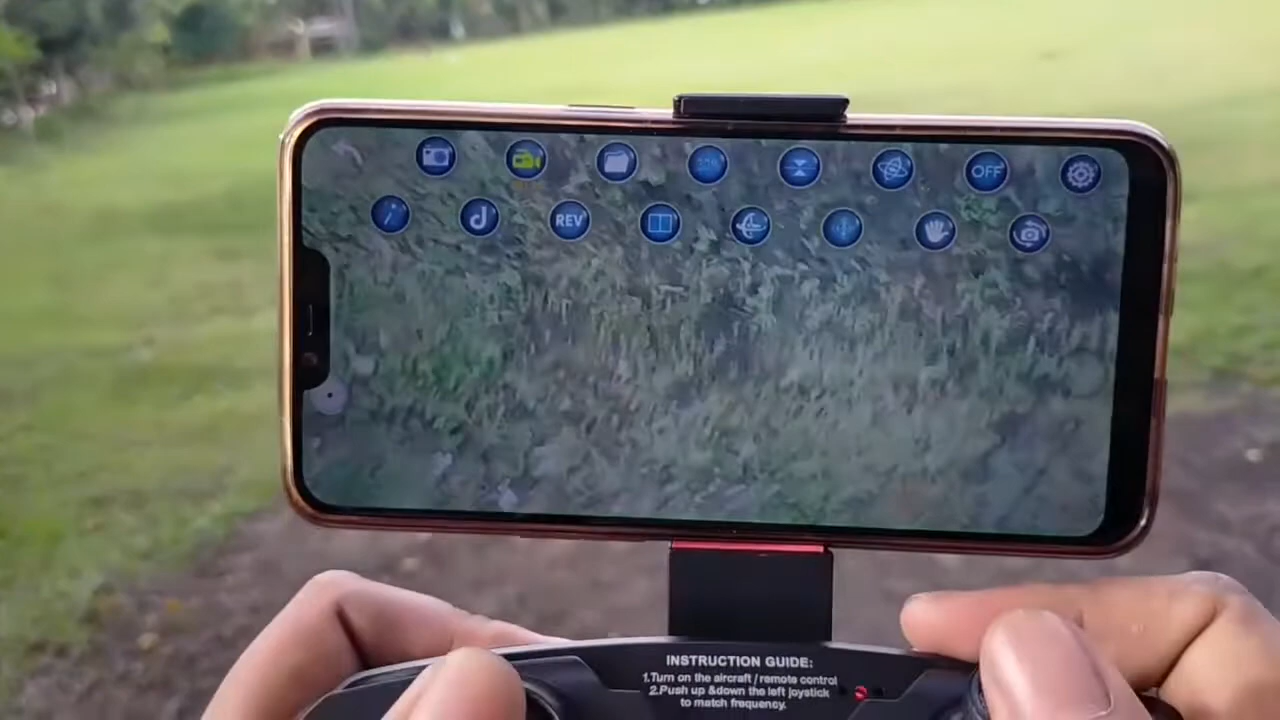 OFF
REV
INSTRUCTION GUIDE:
1.Turn on the aircraft / remote control
2.Push up &down the left joystick
to match frequency.